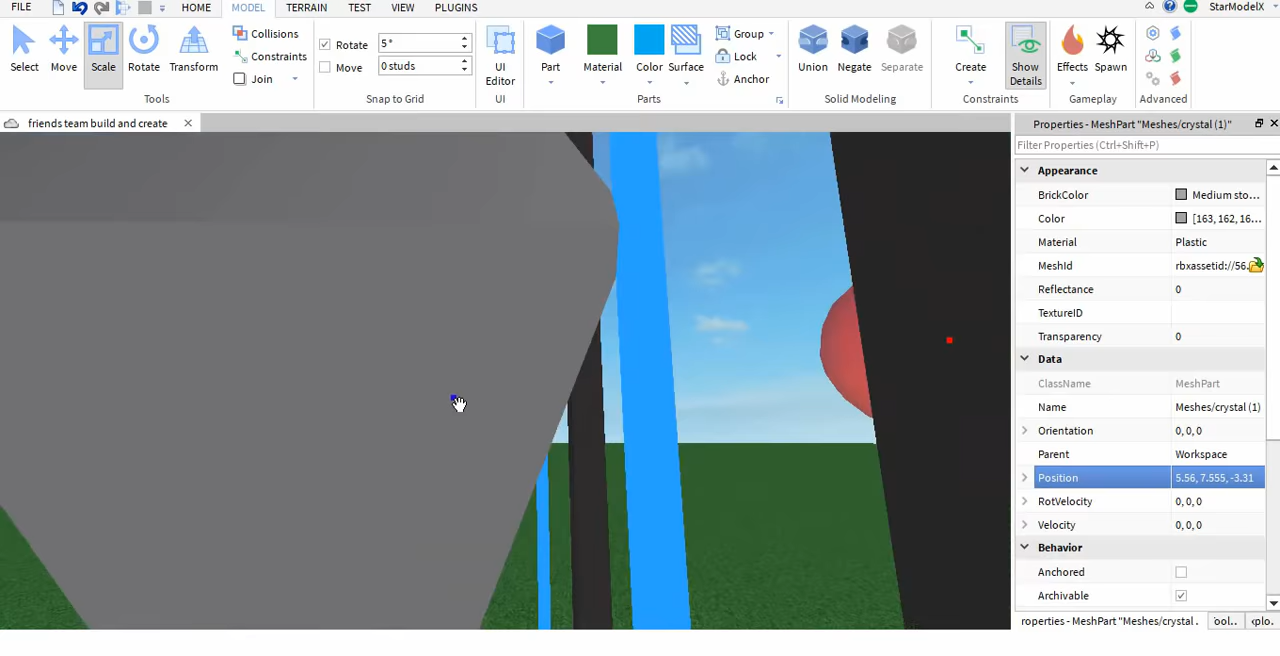 FILE HOME MODEL TERRAIN TEST VIEW PLUGINS StarModelX
Select Move Scale Rotate Transform
Collisions
Constraints
Join
Rotate 5°
Move 0 studs
UI Editor
Part Material Color Surface
Group
Lock
Anchor
Union Negate Separate
Create Show Details
Effects Spawn
Tools Snap to Grid UI Parts Solid Modeling Constraints Gameplay Advanced
friends team build and create
Properties - MeshPart "Meshes/crystal (1)"
Filter Properties (Ctrl+Shift+P)
Appearance
BrickColor Medium sto...
Color [163, 162, 16...
Material Plastic
MeshId rbxassetid://56.
Reflectance 0
TextureID
Transparency 0
Data
ClassName MeshPart
Name Meshes/crystal (1)
Orientation 0, 0, 0
Parent Workspace
Position 5.56, 7.555, -3.31
RotVelocity 0, 0, 0
Velocity 0, 0, 0
Behavior
Anchored
Archivable
roperties - MeshPart "Meshes/crystal . 'ool.. .plo.